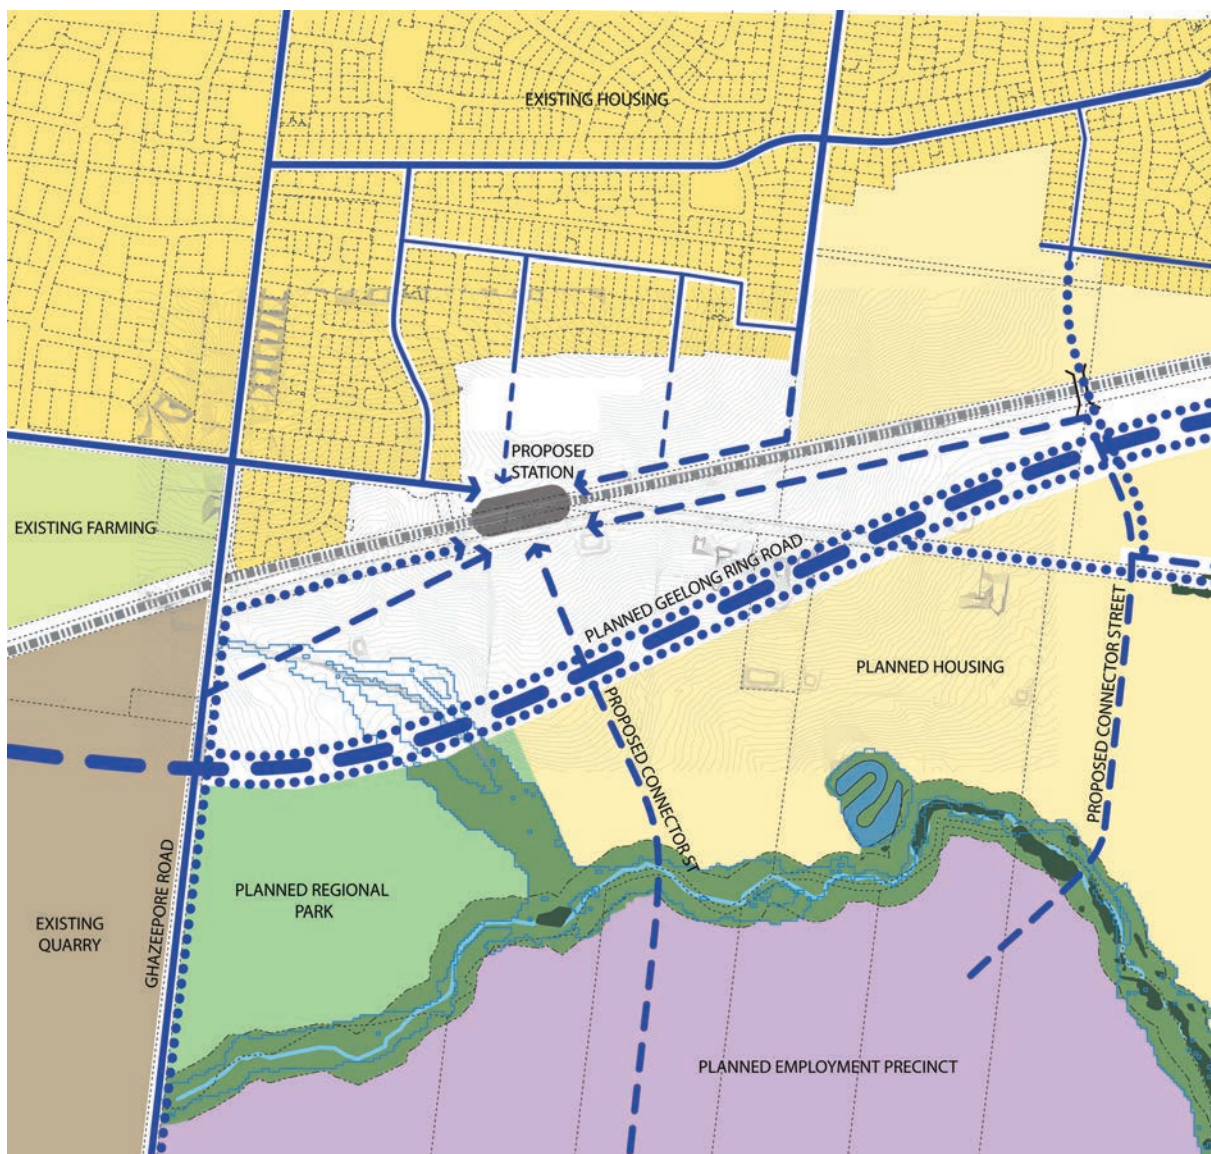 EXISTING HOUSING
PROPOSED
STATION
EXISTING FARMING
PLANNED GEELONG RING ROAD
PROPOSED CONNECTOR STREET
PLANNED HOUSING
PROPOSED CONNECTOR ST
GHAZEEPORE ROAD
PLANNED REGIONAL
PARK
EXISTING
QUARRY
PLANNED EMPLOYMENT PRECINCT